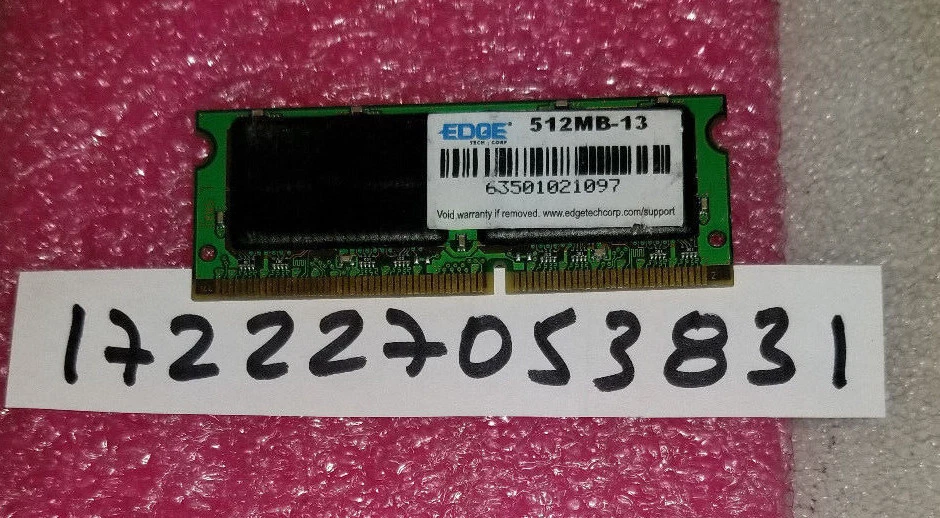 EDGE 512MB-13
TECH CORP
63501021097
Void warranty if removed. www.edgetechcorp.com/support
172227053831